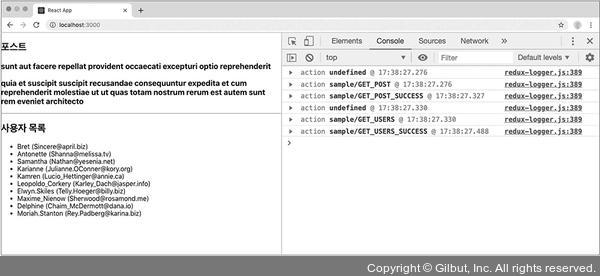 React App
localhost:3000
포스트
sunt aut facere repellat provident occaecati excepturi optio reprehenderit
quia et suscipit suscipit recusandae consequuntur expedita et cum
reprehenderit molestiae ut ut quas totam nostrum rerum est autem sunt
rem eveniet architecto
사용자 목록
Bret (Sincere@april.biz)
Antonette (Shanna@melissa.tv)
Samantha (Nathan@yesenia.net)
Karianne (Julianne.OConner@kory.org)
Kamren (Lucio_Hettinger@annie.ca)
Leopoldo_Corkery (Karley_Dach@jasper.info)
Elwyn.Skiles (Telly.Hoeger@billy.biz)
Maxime_Nienow (Sherwood@rosamond.me)
Delphine (Chaim_McDermott@dana.io)
Moriah.Stanton (Rey.Padberg@karina.biz)
Elements Console Sources Network
top Filter Default levels
action undefined @ 17:38:27.276 redux-logger.js:389
action sample/GET_POST @ 17:38:27.276 redux-logger.js:389
action sample/GET_POST_SUCCESS @ 17:38:27.327 redux-logger.js:389
action undefined @ 17:38:27.330 redux-logger.js:389
action sample/GET_USERS @ 17:38:27.330 redux-logger.js:389
action sample/GET_USERS_SUCCESS @ 17:38:27.488 redux-logger.js:389
Copyright © Gilbut, Inc. All rights reserved.